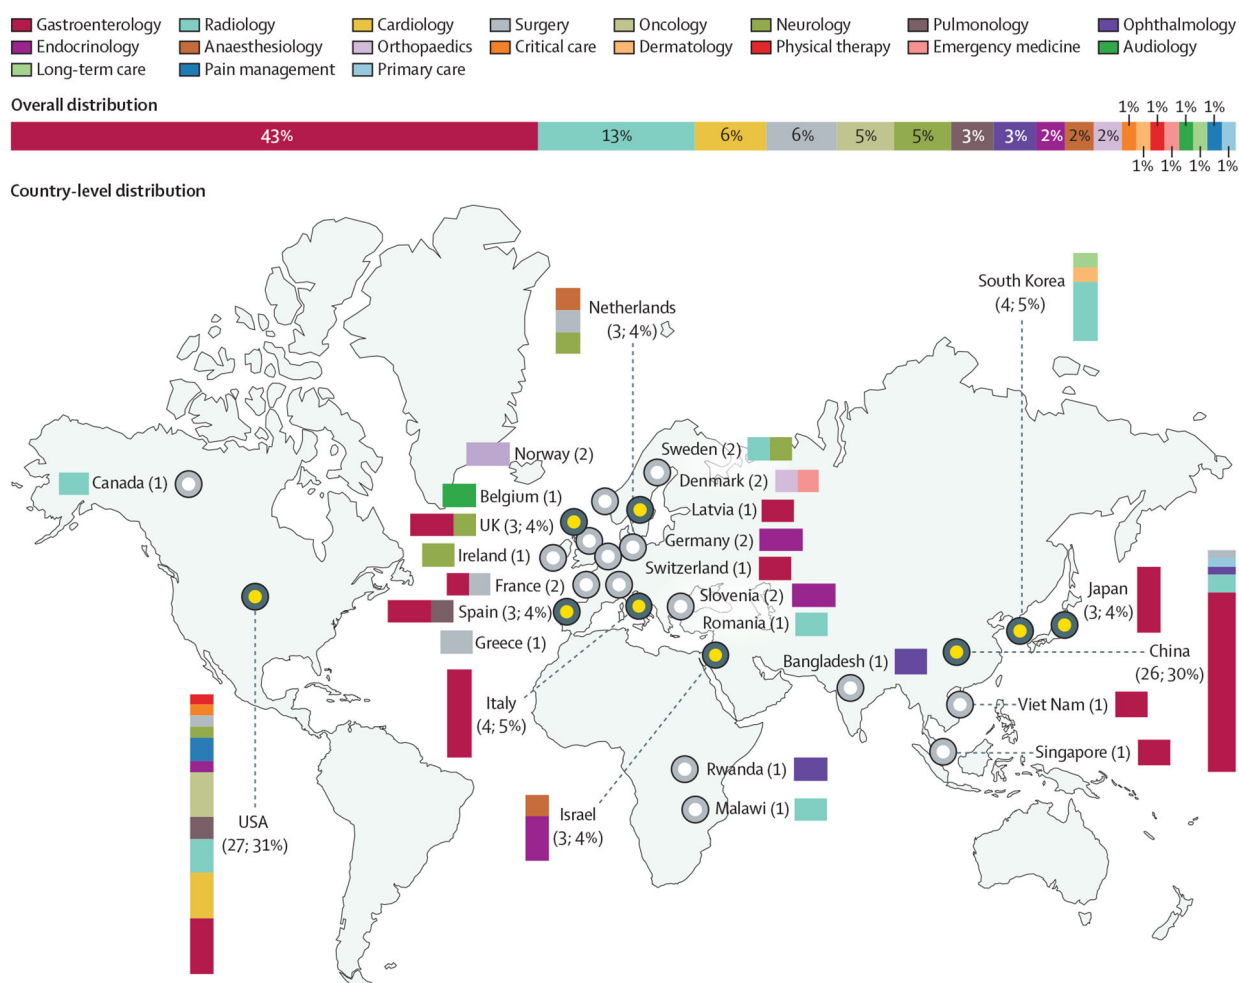 Gastroenterology Radiology Cardiology Surgery Oncology Neurology Pulmonology Ophthalmology
Endocrinology Anaesthesiology Orthopaedics Critical care Dermatology Physical therapy Emergency medicine Audiology
Long-term care Pain management Primary care
Overall distribution
1% 1% 1% 1%
43% 13% 6% 6% 5% 5% 3% 3% 2% 2% 2%
1% 1% 1% 1%
Country-level distribution
South Korea
(4; 5%)
Netherlands
(3; 4%)
Norway (2)
Sweden (2)
Canada (1)
Denmark (2)
Belgium (1)
Latvia (1)
UK (3; 4%)
Germany (2)
Ireland (1)
Switzerland (1)
France (2)
Slovenia (2)
Japan
(3; 4%)
Spain (3; 4%)
Romania (1)
Greece (1)
Bangladesh (1)
China
(26; 30%)
Italy
(4; 5%)
Viet Nam (1)
Singapore (1)
Rwanda (1)
Malawi (1)
Israel
(3; 4%)
USA
(27; 31%)